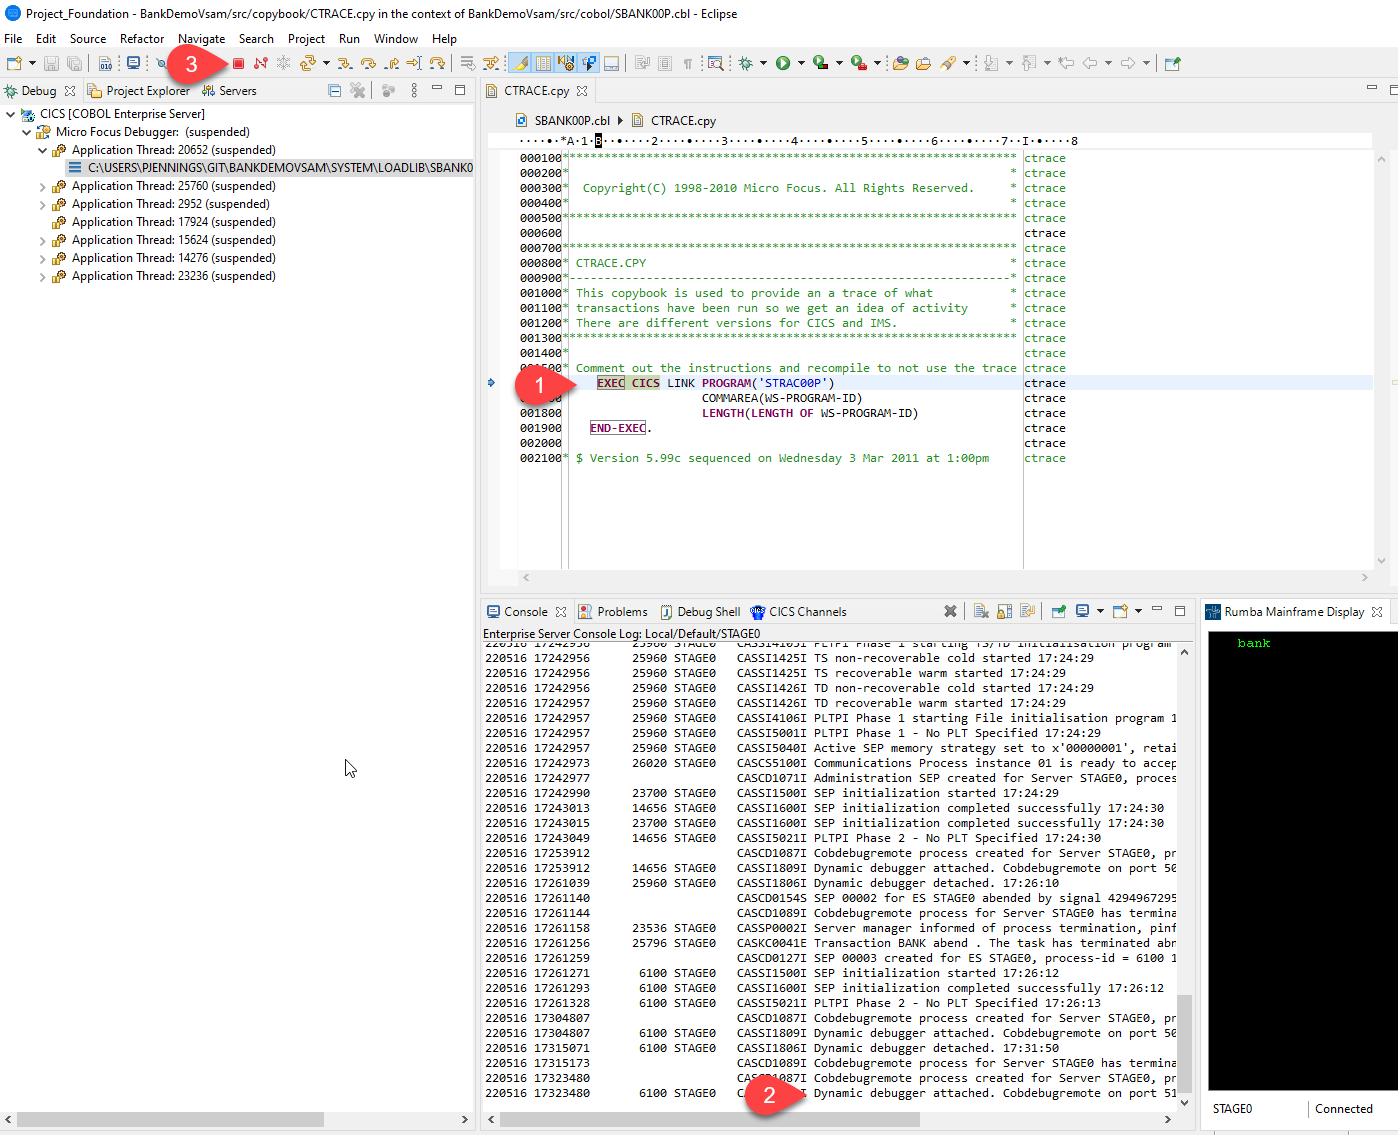 Project_Foundation - BankDemoVsam/src/copybook/CTRACE.cpy in the context of BankDemoVsam/src/cobol/SBANK00P.cbl - Eclipse
File Edit Source Refactor Navigate Search Project Run Window Help
3
Debug Project Explorer Servers
CICS [COBOL Enterprise Server]
Micro Focus Debugger: (suspended)
Application Thread: 20652 (suspended)
C:\USERS\PJENNINGS\GIT\BANKDEMOVSAM\SYSTEM\LOADLIB\SBANK0
Application Thread: 25760 (suspended)
Application Thread: 2952 (suspended)
Application Thread: 17924 (suspended)
Application Thread: 15624 (suspended)
Application Thread: 14276 (suspended)
Application Thread: 23236 (suspended)
CTRACE.cpy
SBANK00P.cbl CTRACE.cpy
····•·*A·1·B··•····2····•····3····•····4····•····5····•····6····•····7··I·•····8
000100***************************************************************** ctrace
000200* * ctrace
000300* Copyright(C) 1998-2010 Micro Focus. All Rights Reserved. * ctrace
000400* * ctrace
000500***************************************************************** ctrace
000600 ctrace
000700***************************************************************** ctrace
000800* CTRACE.CPY * ctrace
000900*---------------------------------------------------------------* ctrace
001000* This copybook is used to provide an a trace of what * ctrace
001100* transactions have been run so we get an idea of activity * ctrace
001200* There are different versions for CICS and IMS. * ctrace
001300***************************************************************** ctrace
001400* ctrace
Comment out the instructions and recompile to not use the trace ctrace
1 EXEC CICS LINK PROGRAM('STRAC00P') ctrace
COMMAREA(WS-PROGRAM-ID) ctrace
001800 LENGTH(LENGTH OF WS-PROGRAM-ID) ctrace
001900 END-EXEC. ctrace
002000 ctrace
002100* $ Version 5.99c sequenced on Wednesday 3 Mar 2011 at 1:00pm ctrace
Console Problems Debug Shell CICS Channels
Enterprise Server Console Log: Local/Default/STAGE0
220516 17242956 25960 STAGE0 CASSI4105I PLTPI Phase 1 starting TS/TD initialisation program
220516 17242956 25960 STAGE0 CASSI1425I TS non-recoverable cold started 17:24:29
220516 17242956 25960 STAGE0 CASSI1425I TS recoverable warm started 17:24:29
220516 17242956 25960 STAGE0 CASSI1426I TD non-recoverable cold started 17:24:29
220516 17242957 25960 STAGE0 CASSI1426I TD recoverable warm started 17:24:29
220516 17242957 25960 STAGE0 CASSI4106I PLTPI Phase 1 starting File initialisation program 1
220516 17242957 25960 STAGE0 CASSI5001I PLTPI Phase 1 - No PLT Specified 17:24:29
220516 17242957 25960 STAGE0 CASSI5040I Active SEP memory strategy set to x'00000001', retai
220516 17242973 26020 STAGE0 CASCS5100I Communications Process instance 01 is ready to accep
220516 17242977 CASCD1071I Administration SEP created for Server STAGE0, proces
220516 17242990 23700 STAGE0 CASSI1500I SEP initialization started 17:24:29
220516 17243013 14656 STAGE0 CASSI1600I SEP initialization completed successfully 17:24:30
220516 17243015 23700 STAGE0 CASSI1600I SEP initialization completed successfully 17:24:30
220516 17243049 14656 STAGE0 CASSI5021I PLTPI Phase 2 - No PLT Specified 17:24:30
220516 17253912 CASCD1087I Cobdebugremote process created for Server STAGE0, pr
220516 17253912 14656 STAGE0 CASSI1809I Dynamic debugger attached. Cobdebugremote on port 50
220516 17261039 25960 STAGE0 CASSI1806I Dynamic debugger detached. 17:26:10
220516 17261140 CASCD0154S SEP 00002 for ES STAGE0 abended by signal 4294967295
220516 17261144 CASCD1089I Cobdebugremote process for Server STAGE0 has termina
220516 17261158 23536 STAGE0 CASSP0002I Server manager informed of process termination, pinf
220516 17261256 25796 STAGE0 CASKC0041E Transaction BANK abend . The task has terminated abn
220516 17261259 CASCD0127I SEP 00003 created for ES STAGE0, process-id = 6100 1
220516 17261271 6100 STAGE0 CASSI1500I SEP initialization started 17:26:12
220516 17261293 6100 STAGE0 CASSI1600I SEP initialization completed successfully 17:26:12
220516 17261328 6100 STAGE0 CASSI5021I PLTPI Phase 2 - No PLT Specified 17:26:13
220516 17304807 CASCD1087I Cobdebugremote process created for Server STAGE0, pr
220516 17304807 6100 STAGE0 CASSI1809I Dynamic debugger attached. Cobdebugremote on port 50
220516 17315071 6100 STAGE0 CASSI1806I Dynamic debugger detached. 17:31:50
220516 17315173 CASCD1089I Cobdebugremote process for Server STAGE0 has termina
220516 17323480 1087I Cobdebugremote process created for Server STAGE0, pr
220516 17323480 6100 STAGE0 2 Dynamic debugger attached. Cobdebugremote on port 51
Rumba Mainframe Display
bank
STAGE0 Connected